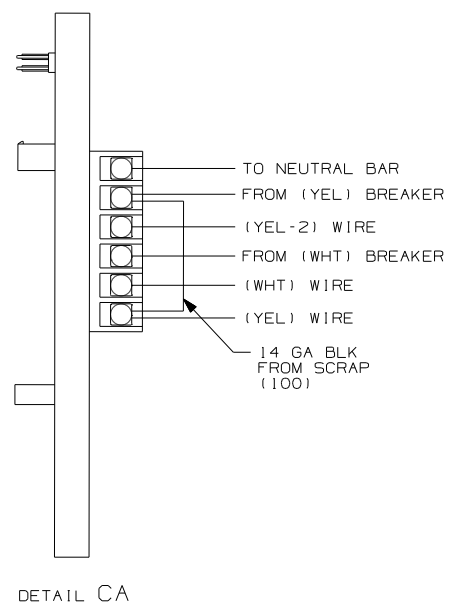 TO NEUTRAL BAR
FROM (YEL) BREAKER
(YEL-2) WIRE
FROM (WHT) BREAKER
(WHT) WIRE
(YEL) WIRE
14 GA BLK
FROM SCRAP
(100)
DETAIL CA